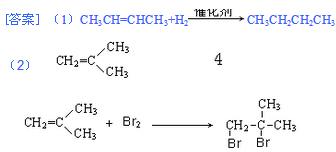 [答案]（1）CH₃CH=CHCH₃+H₂ 催化剂 CH₃CH₂CH₂CH₃
（2） CH₂=C CH₃ CH₃ 4
CH₂=C CH₃ CH₃ + Br₂ CH₂-C-CH₃ CH₃ Br Br